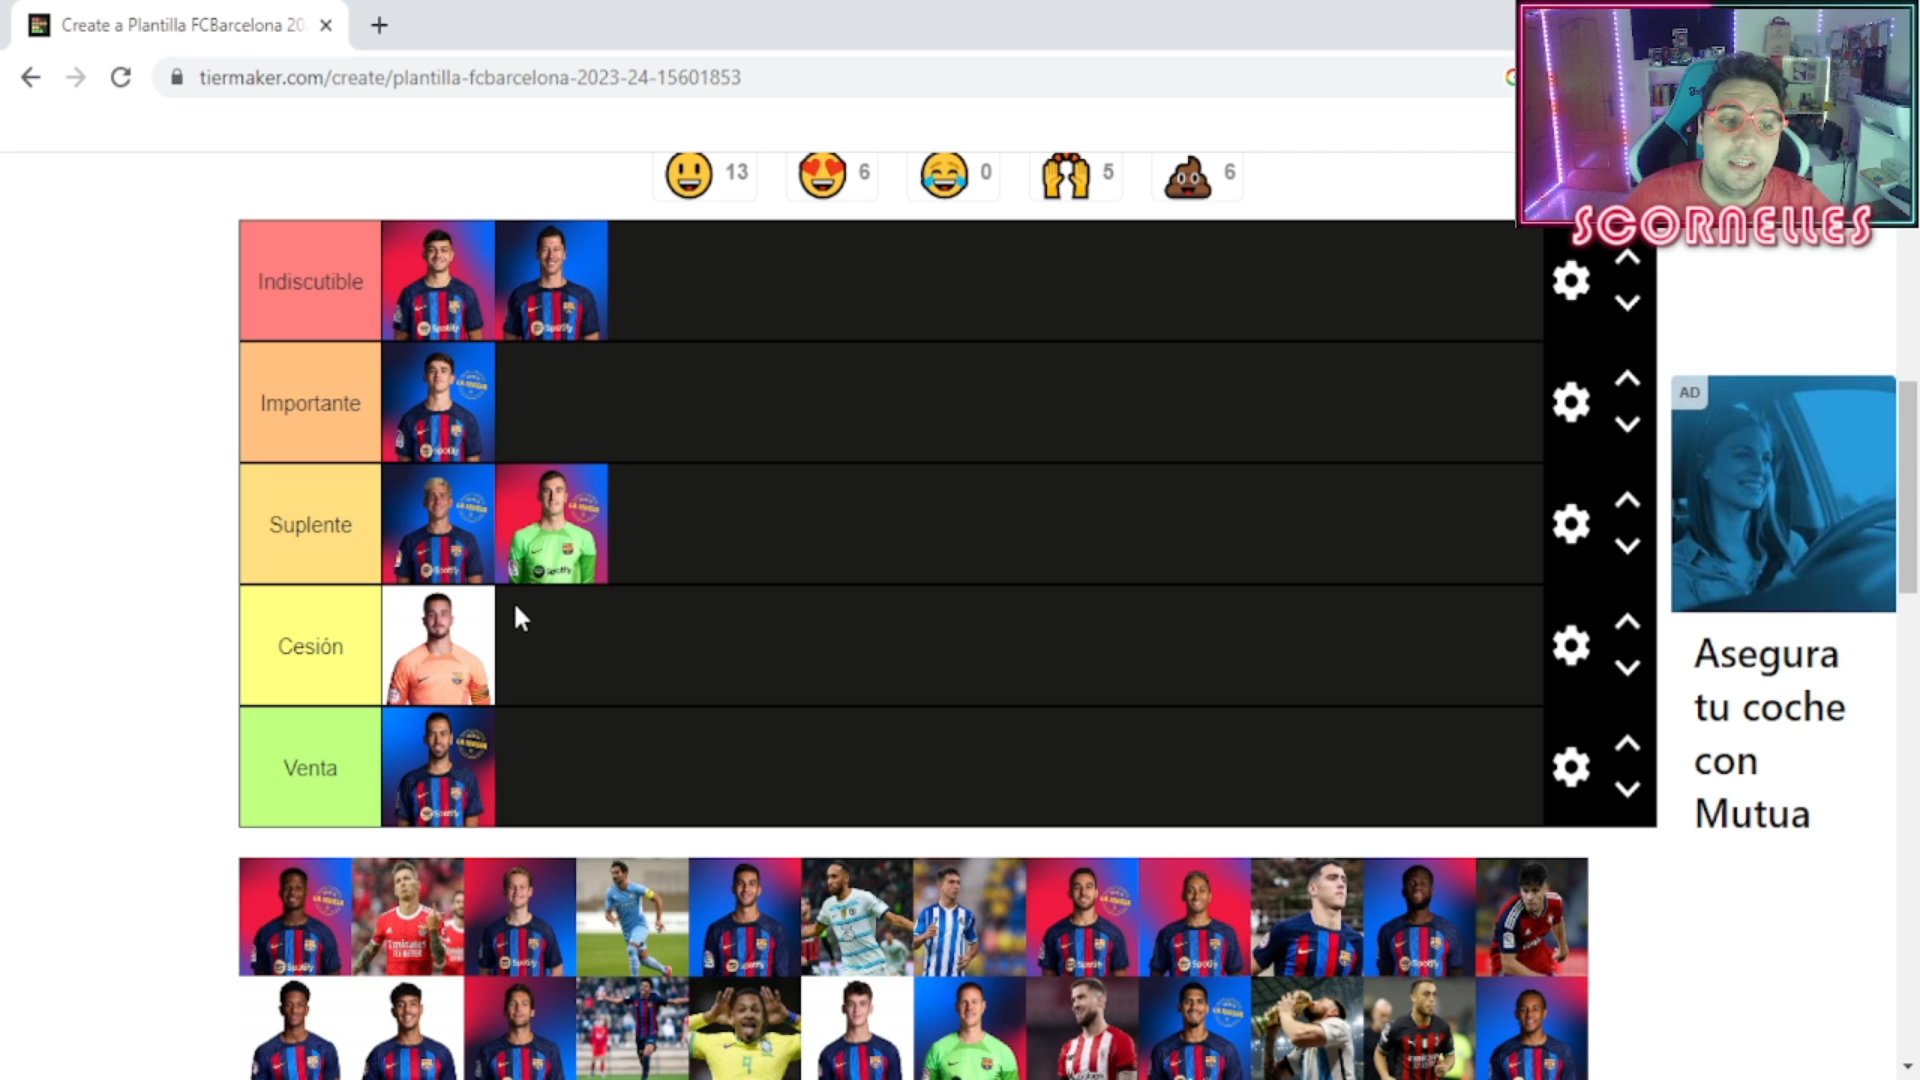 Create a Plantilla FCBarcelona 20
tiermaker.com/create/plantilla-fcbarcelona-2023-24-15601853
13
6
0
5
6
SCORNELLES
Indiscutible
Importante
Suplente
Cesión
Venta
AD
Asegura
tu coche
con
Mutua